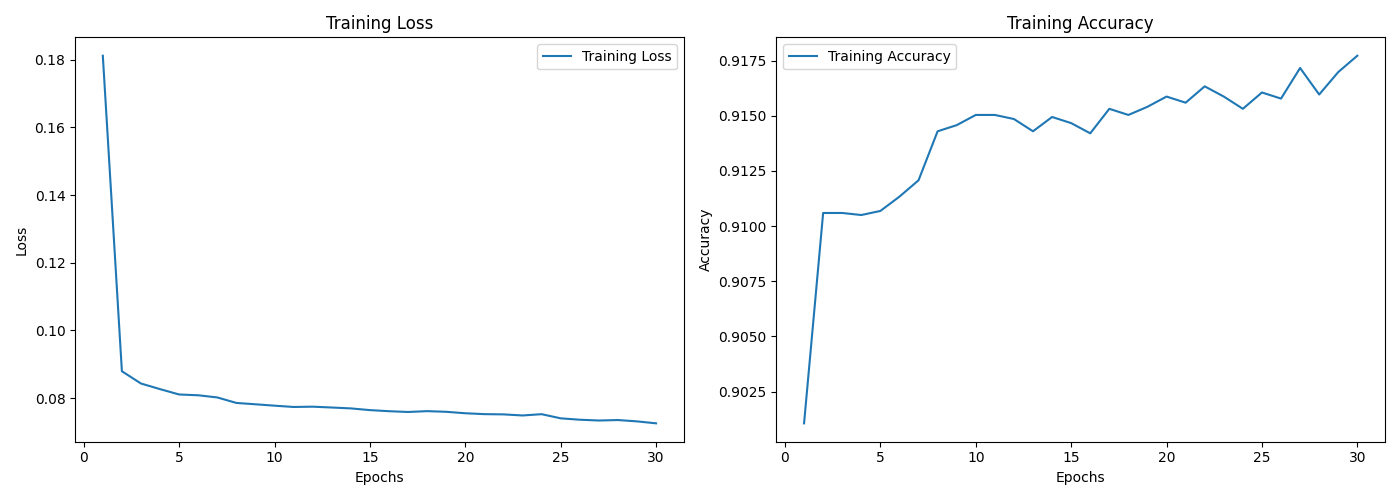 Training Loss
Training Loss
0.18
0.16
0.14
0.12
0.10
0.08
Loss
0 5 10 15 20 25 30
Epochs
Training Accuracy
Training Accuracy
0.9175
0.9150
0.9125
0.9100
0.9075
0.9050
0.9025
Accuracy
0 5 10 15 20 25 30
Epochs